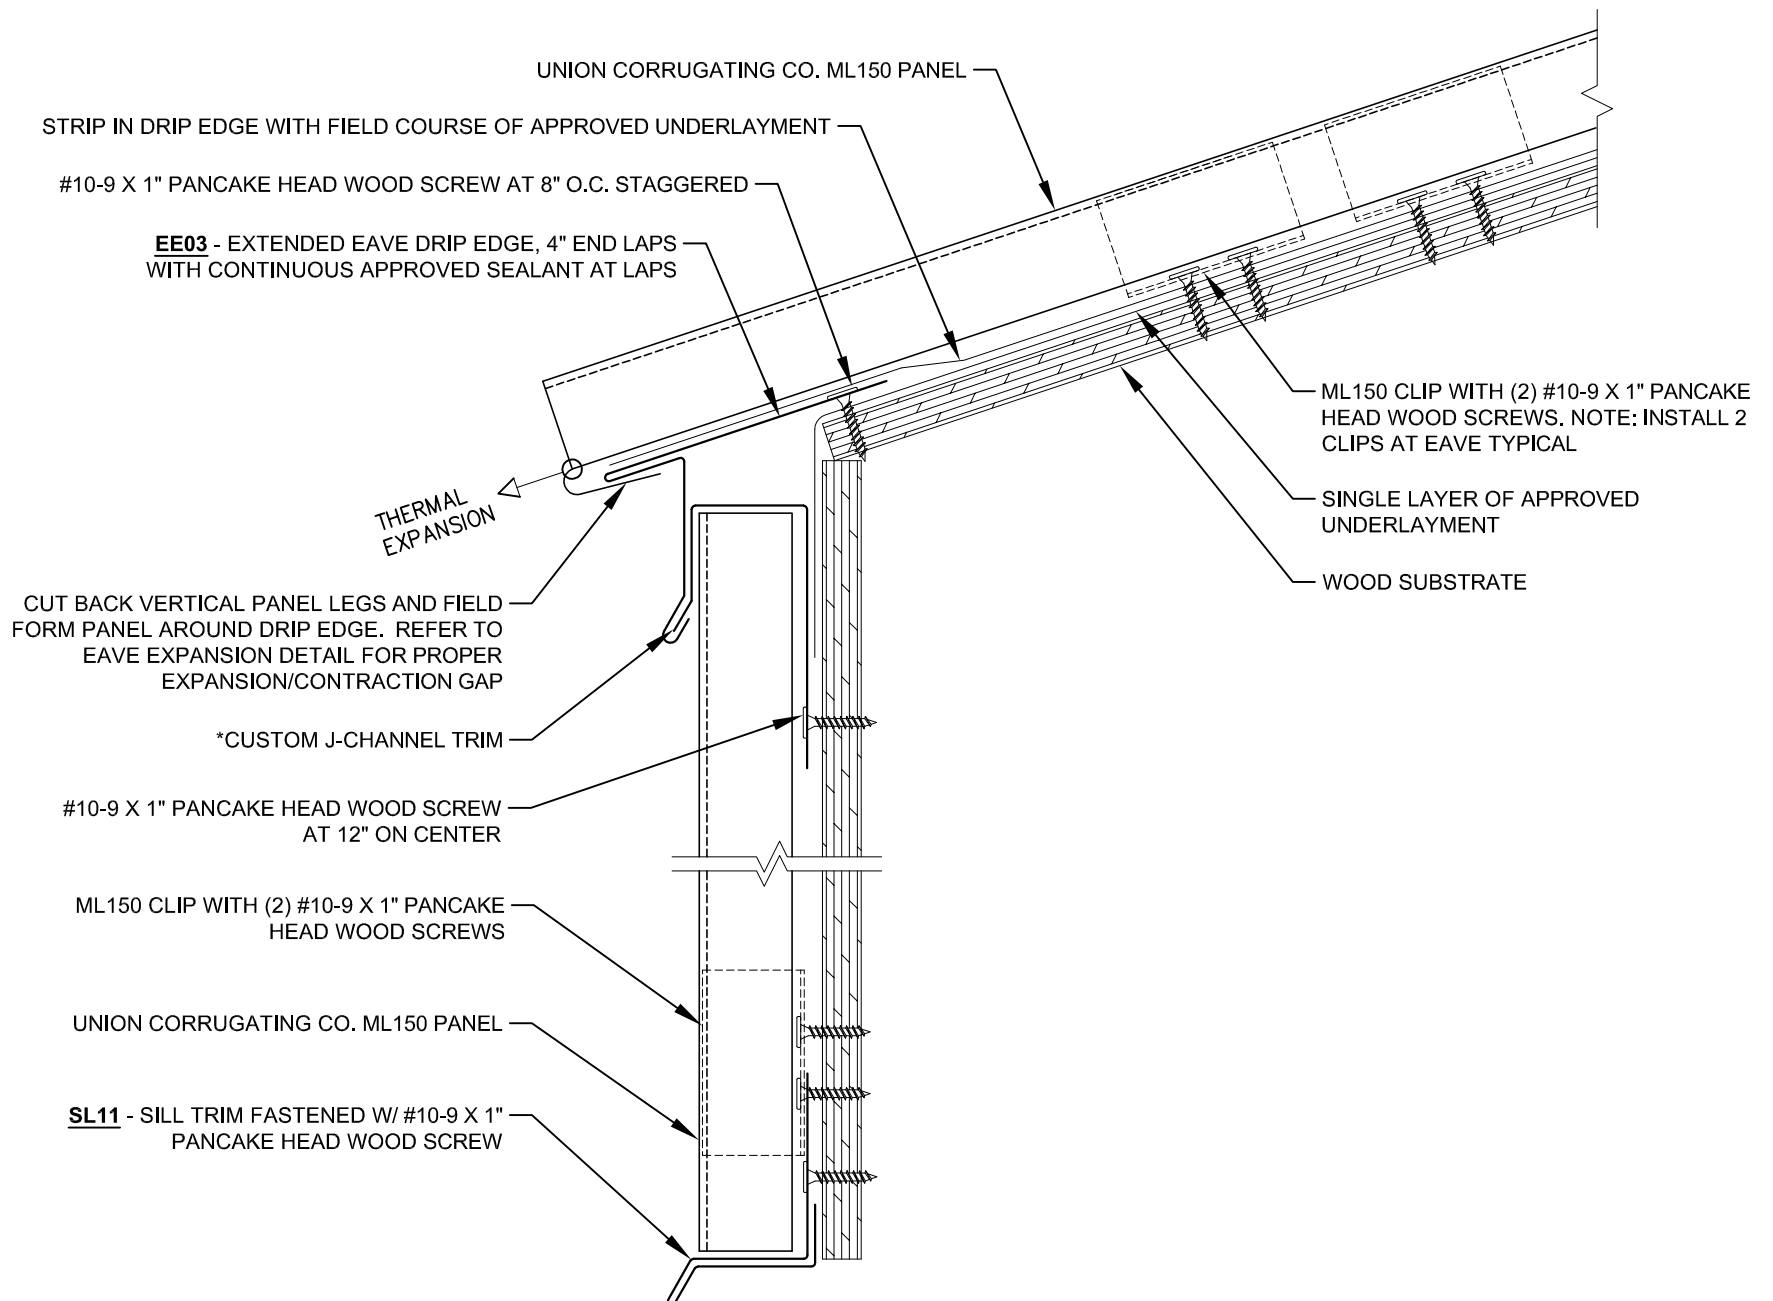 UNION CORRUGATING CO. ML150 PANEL
STRIP IN DRIP EDGE WITH FIELD COURSE OF APPROVED UNDERLAYMENT
#10-9 X 1" PANCAKE HEAD WOOD SCREW AT 8" O.C. STAGGERED
EE03 - EXTENDED EAVE DRIP EDGE, 4" END LAPS
WITH CONTINUOUS APPROVED SEALANT AT LAPS
THERMAL
EXPANSION
CUT BACK VERTICAL PANEL LEGS AND FIELD
FORM PANEL AROUND DRIP EDGE. REFER TO
EAVE EXPANSION DETAIL FOR PROPER
EXPANSION/CONTRACTION GAP
*CUSTOM J-CHANNEL TRIM
#10-9 X 1" PANCAKE HEAD WOOD SCREW
AT 12" ON CENTER
ML150 CLIP WITH (2) #10-9 X 1" PANCAKE
HEAD WOOD SCREWS
UNION CORRUGATING CO. ML150 PANEL
SL11 - SILL TRIM FASTENED W/ #10-9 X 1"
PANCAKE HEAD WOOD SCREW
ML150 CLIP WITH (2) #10-9 X 1" PANCAKE
HEAD WOOD SCREWS. NOTE: INSTALL 2
CLIPS AT EAVE TYPICAL
SINGLE LAYER OF APPROVED
UNDERLAYMENT
WOOD SUBSTRATE